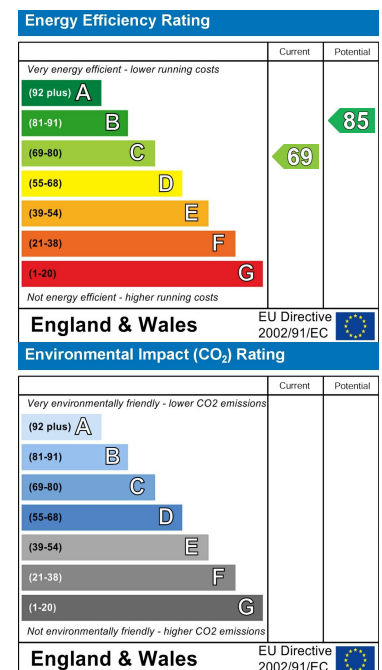 Energy Efficiency Rating
Current Potential
Very energy efficient - lower running costs
(92 plus) A
(81-91) B
85
(69-80) C
69
(55-68) D
(39-54) E
(21-38) F
(1-20) G
Not energy efficient - higher running costs
England & Wales
EU Directive
2002/91/EC
Environmental Impact (CO₂) Rating
Current Potential
Very environmentally friendly - lower CO2 emissions
(92 plus) A
(81-91) B
(69-80) C
(55-68) D
(39-54) E
(21-38) F
(1-20) G
Not environmentally friendly - higher CO2 emissions
England & Wales
EU Directive
2002/91/EC